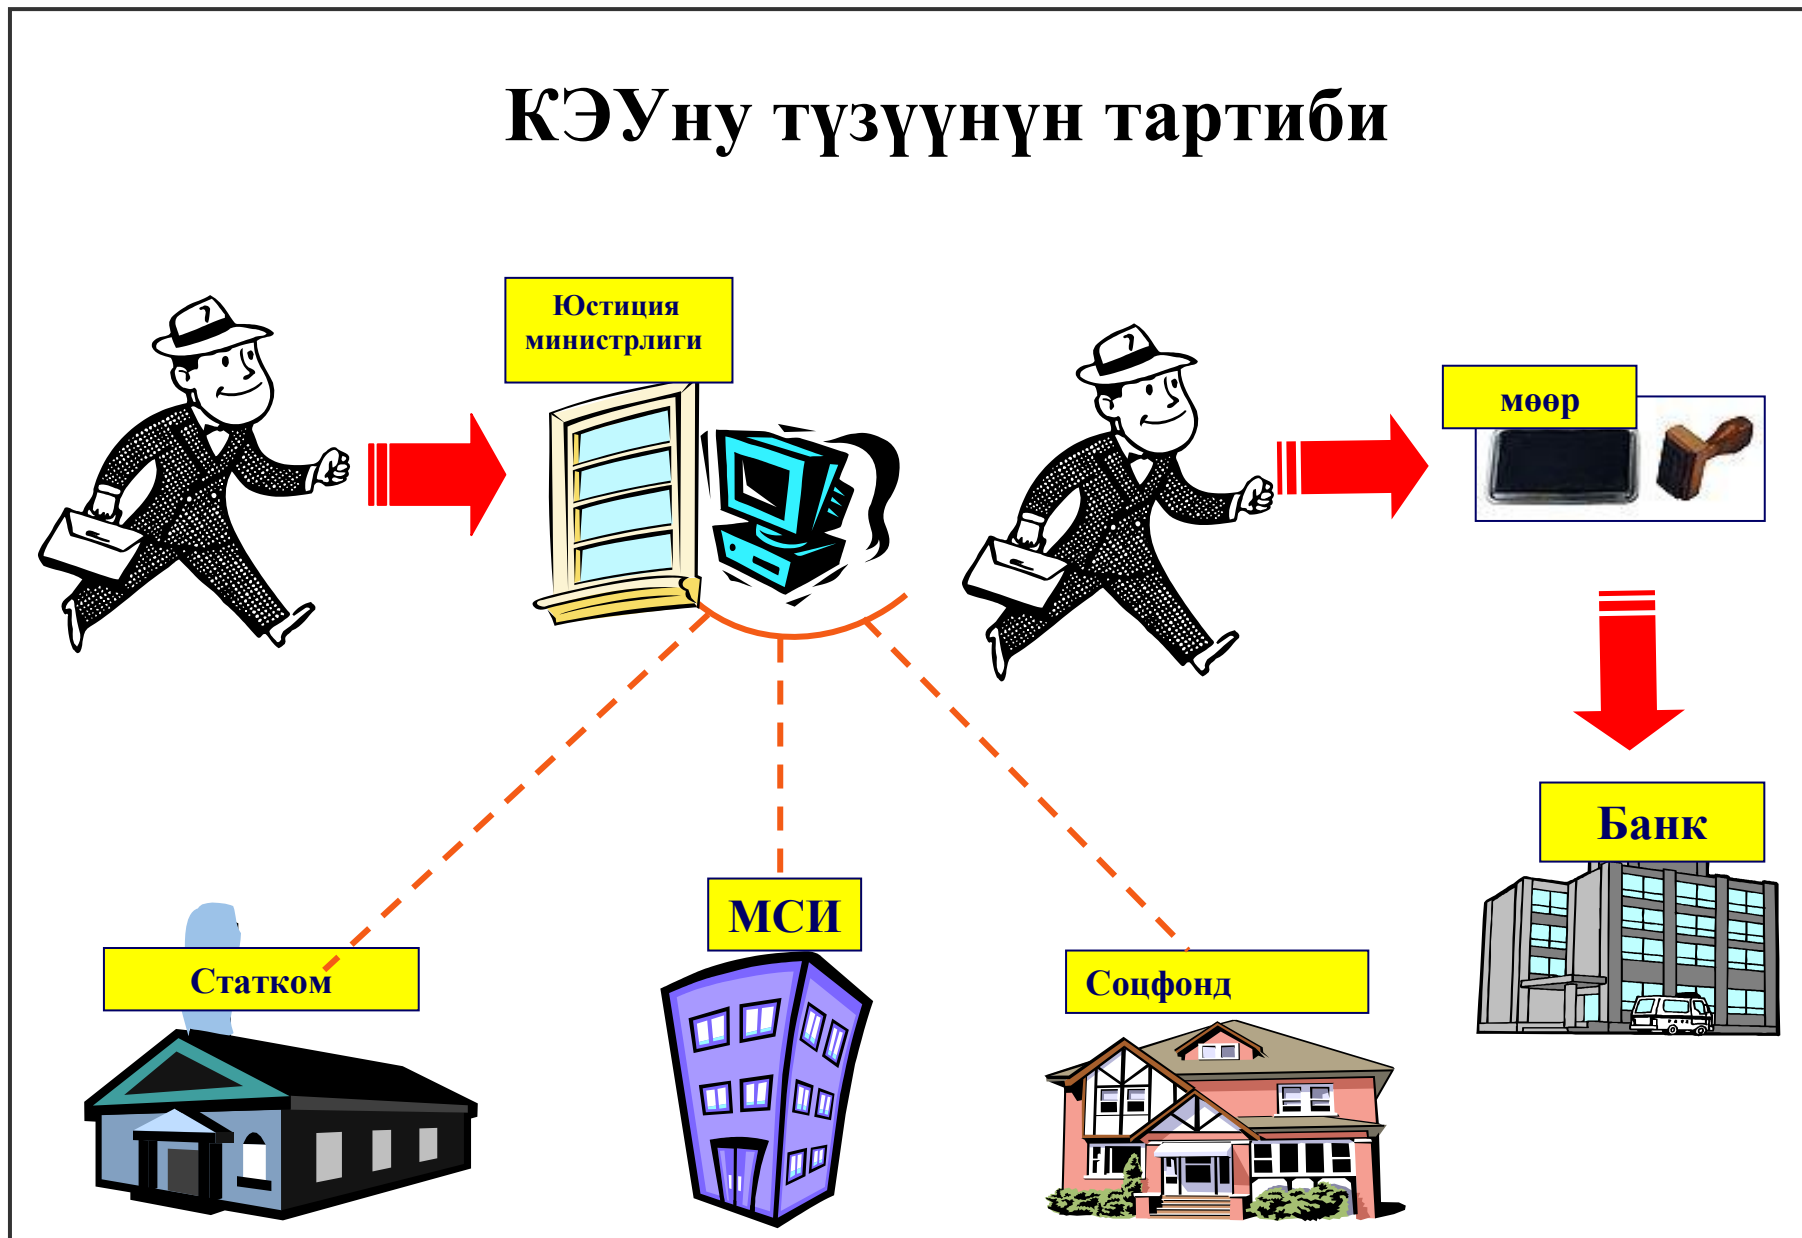 КЭУну түзүүнүн тартиби
Юстиция
министрлиги
мөөр
Банк
МСИ
Статком
Соцфонд